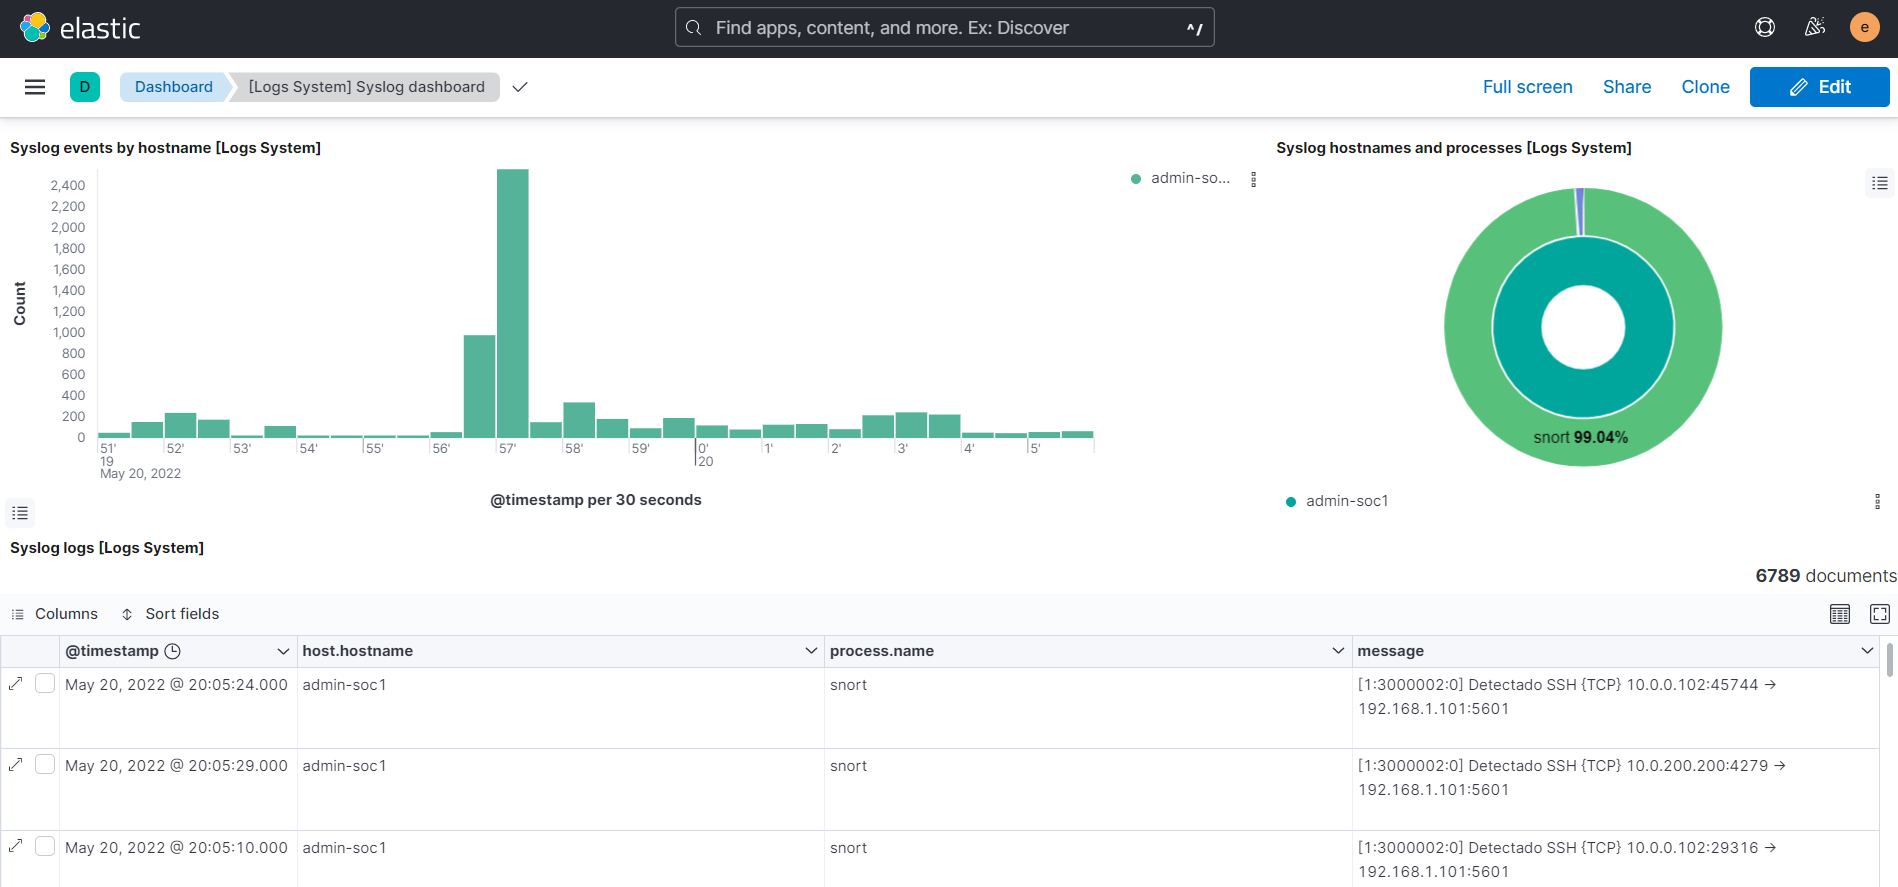 elastic
Find apps, content, and more. Ex: Discover
^/
e
D
Dashboard
[Logs System] Syslog dashboard
Full screen
Share
Clone
Edit
Syslog events by hostname [Logs System]
2,400
2,200
2,000
1,800
1,600
1,400
1,200
1,000
800
600
400
200
0
Count
51' 52' 53' 54' 55' 56' 57' 58' 59' 0' 1' 2' 3' 4' 5'
19 20
May 20, 2022
@timestamp per 30 seconds
admin-so...
Syslog hostnames and processes [Logs System]
snort 99.04%
admin-soc1
Syslog logs [Logs System]
6789 documents
Columns
Sort fields
@timestamp host.hostname process.name message
May 20, 2022 @ 20:05:24.000 admin-soc1 snort [1:3000002:0] Detectado SSH {TCP} 10.0.0.102:45744 →
192.168.1.101:5601
May 20, 2022 @ 20:05:29.000 admin-soc1 snort [1:3000002:0] Detectado SSH {TCP} 10.0.200.200:4279 →
192.168.1.101:5601
May 20, 2022 @ 20:05:10.000 admin-soc1 snort [1:3000002:0] Detectado SSH {TCP} 10.0.0.102:29316 →
192.168.1.101:5601